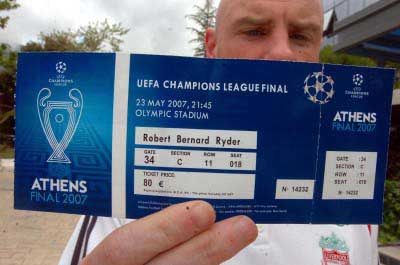 UEFA
CHAMPIONS
LEAGUE
ATHENS
FINAL 2007
UEFA CHAMPIONS LEAGUE FINAL
23 MAY 2007, 21:45
OLYMPIC STADIUM
Robert Bernard Ryder
GATE SECTION ROW SEAT
34 C 11 018
TICKET PRICE:
80 €
Nº 14232
UEFA
CHAMPIONS
LEAGUE
ATHENS
FINAL 2007
GATE :34
SECTION :C
ROW :11
SEAT :018
Nº 14232